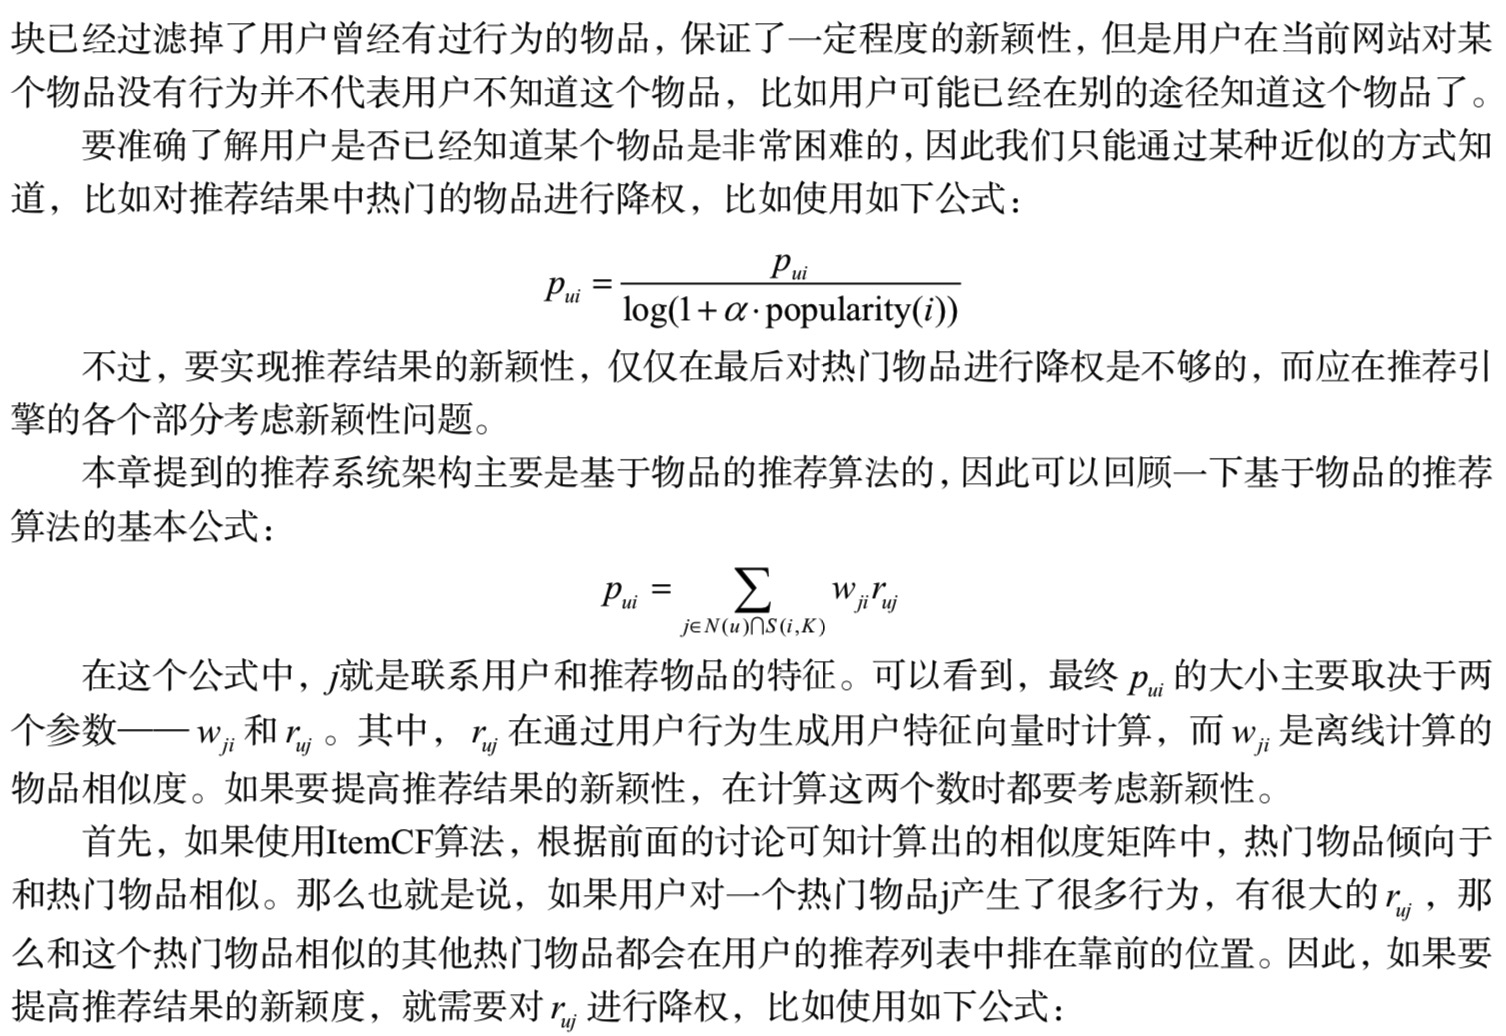 块已经过滤掉了用户曾经有过行为的物品，保证了一定程度的新颖性，但是用户在当前网站对某
个物品没有行为并不代表用户不知道这个物品，比如用户可能已经在别的途径知道这个物品了。
要准确了解用户是否已经知道某个物品是非常困难的，因此我们只能通过某种近似的方式知
道，比如对推荐结果中热门的物品进行降权，比如使用如下公式：
p_{ui} = \frac{p_{ui}}{\log(1+\alpha\cdot \text{popularity}(i))}
不过，要实现推荐结果的新颖性，仅仅在最后对热门物品进行降权是不够的，而应在推荐引
擎的各个部分考虑新颖性问题。
本章提到的推荐系统架构主要是基于物品的推荐算法的，因此可以回顾一下基于物品的推荐
算法的基本公式：
p_{ui} = \sum_{j\in N(u)\bigcap S(i,K)} w_{ji} r_{uj}
在这个公式中，j就是联系用户和推荐物品的特征。可以看到，最终 p_{ui} 的大小主要取决于两
个参数—— w_{ji} 和 r_{uj} 。其中， r_{uj} 在通过用户行为生成用户特征向量时计算，而 w_{ji} 是离线计算的
物品相似度。如果要提高推荐结果的新颖性，在计算这两个数时都要考虑新颖性。
首先，如果使用ItemCF算法，根据前面的讨论可知计算出的相似度矩阵中，热门物品倾向于
和热门物品相似。那么也就是说，如果用户对一个热门物品j产生了很多行为，有很大的 r_{uj} ，那
么和这个热门物品相似的其他热门物品都会在用户的推荐列表中排在靠前的位置。因此，如果要
提高推荐结果的新颖度，就需要对 r_{uj} 进行降权，比如使用如下公式：